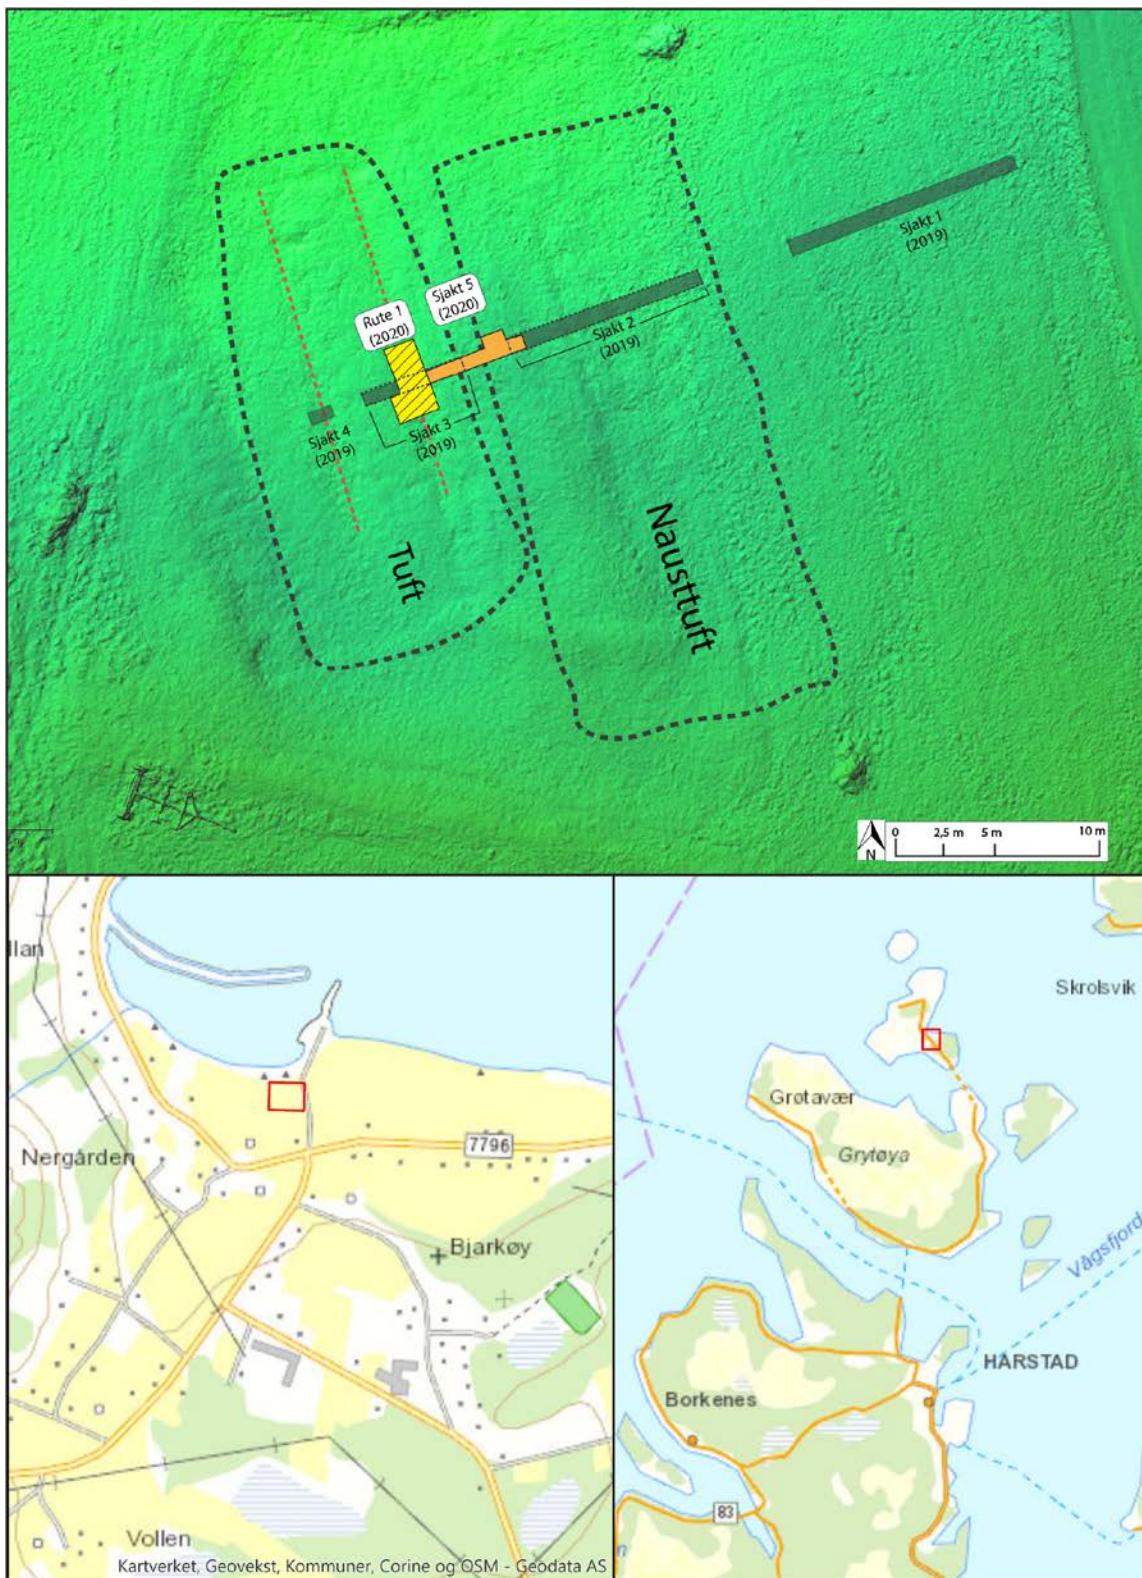 Sjakt 1
(2019)
Sjakt 5
(2020)
Rute 1
(2020)
Sjakt 2
(2019)
Sjakt 3
(2019)
Sjakt 4
(2019)
Tuft
Nausttuft
N
0 2,5 m 5 m 10 m
llan
Nergården
7796
Bjarkøy
Vollen
Kartverket, Geovekst, Kommuner, Corine og OSM - Geodata AS
Skrolsvik
Grøtavær
Grytøya
Vågsfjord
HARSTAD
Borkenes
83
n